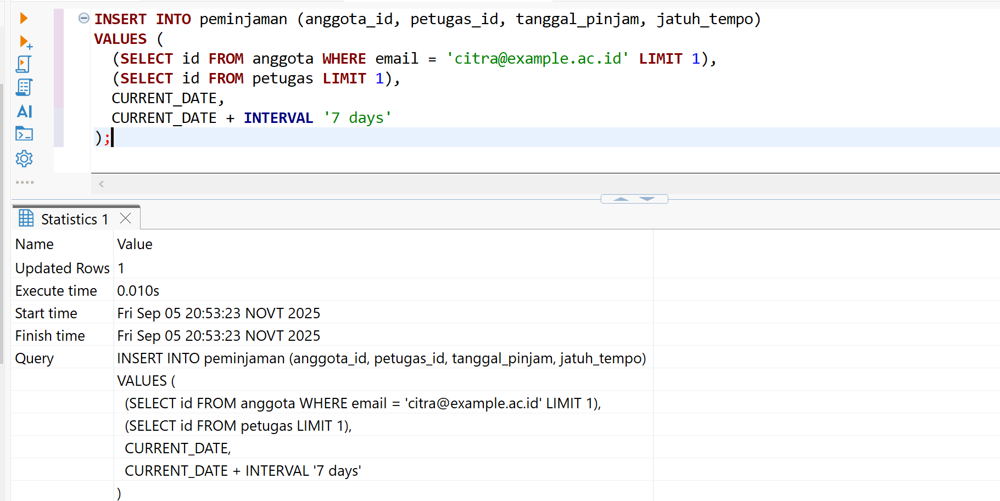 INSERT INTO peminjaman (anggota_id, petugas_id, tanggal_pinjam, jatuh_tempo)
VALUES (
(SELECT id FROM anggota WHERE email = 'citra@example.ac.id' LIMIT 1),
(SELECT id FROM petugas LIMIT 1),
CURRENT_DATE,
CURRENT_DATE + INTERVAL '7 days'
);
AI
Statistics 1
Name Value
Updated Rows 1
Execute time 0.010s
Start time Fri Sep 05 20:53:23 NOVT 2025
Finish time Fri Sep 05 20:53:23 NOVT 2025
Query INSERT INTO peminjaman (anggota_id, petugas_id, tanggal_pinjam, jatuh_tempo)
VALUES (
(SELECT id FROM anggota WHERE email = 'citra@example.ac.id' LIMIT 1),
(SELECT id FROM petugas LIMIT 1),
CURRENT_DATE,
CURRENT_DATE + INTERVAL '7 days'
)